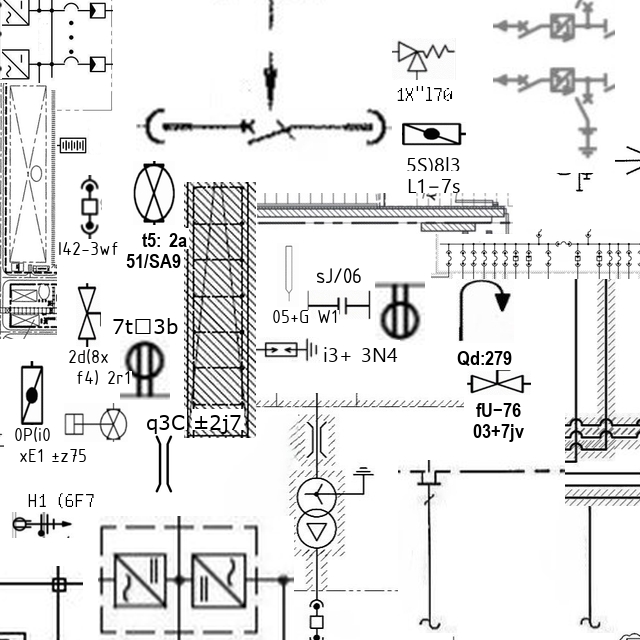 1X"170
5S)8l3
L1-7s
l42-3wf
t5: 2a
51/SA9
sJ/06
05+G W1
7t□3b
i3+ 3N4
2d(8x
f4) 2r1
Qd:279
fU-76
03+7jv
q3C ±2j7
0P(i0
xE1 ±z75
H1 (6F7